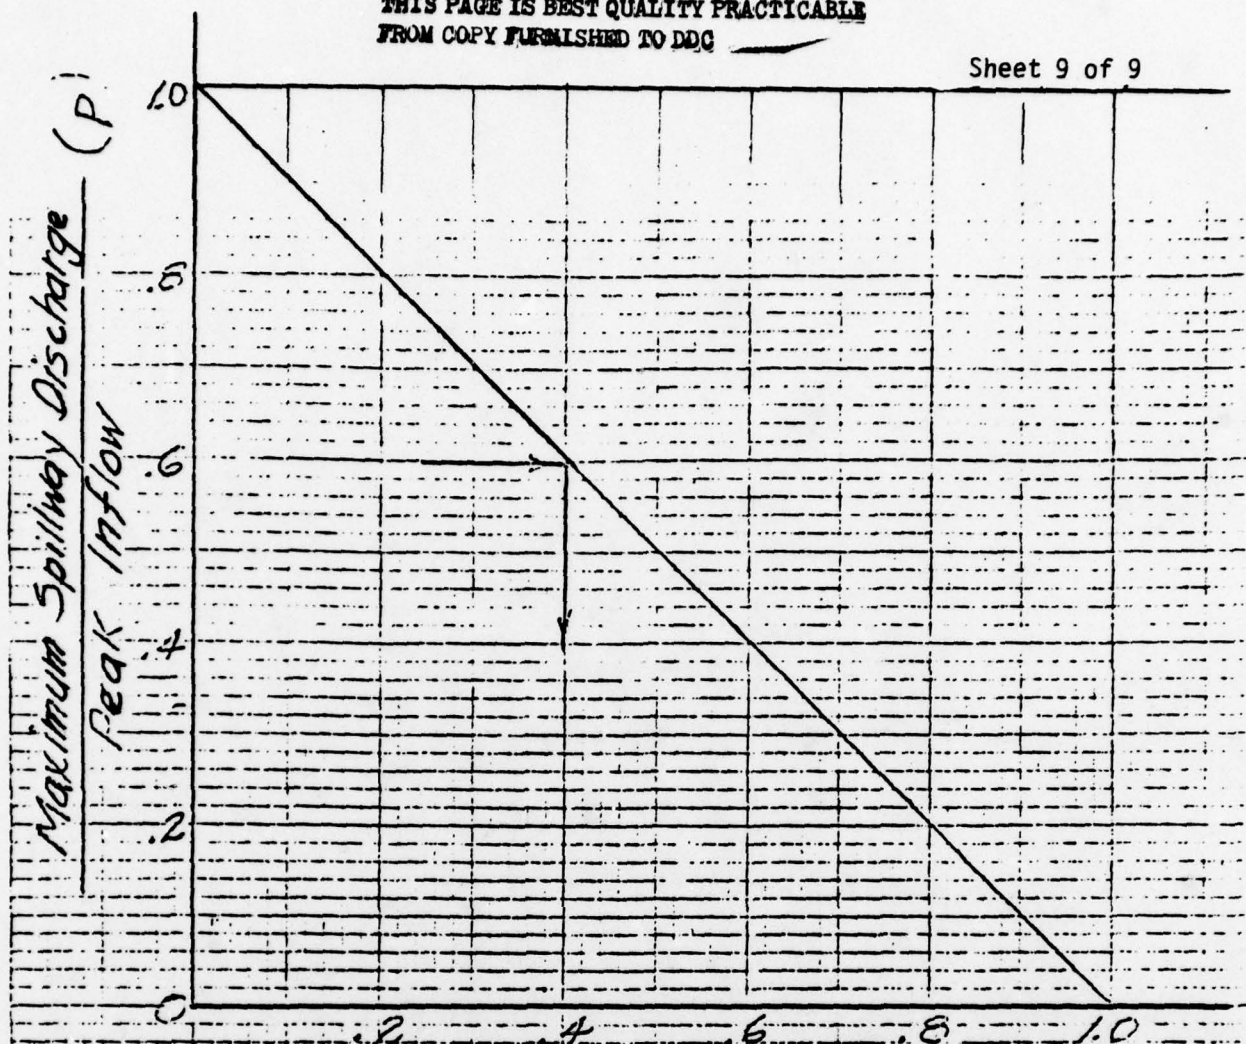 THIS PAGE IS BEST QUALITY PRACTICABLE
FROM COPY FURNISHED TO DDC
Sheet 9 of 9
Maximum Spillway Discharge
Peak Inflow
(p)
1.0
.8
.6
.4
.2
0
.2 .4 .6 .8 1.0